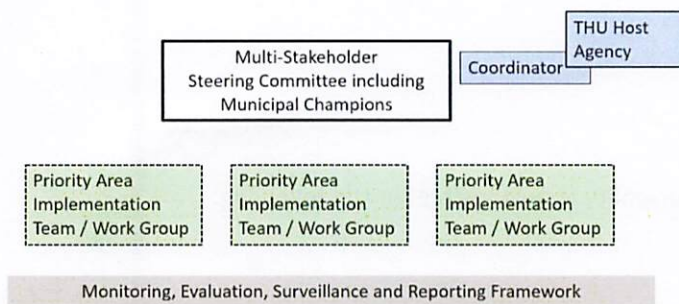 THU Host
Agency
Coordinator
Multi-Stakeholder
Steering Committee including
Municipal Champions
Priority Area
Implementation
Team / Work Group
Priority Area
Implementation
Team / Work Group
Priority Area
Implementation
Team / Work Group
Monitoring, Evaluation, Surveillance and Reporting Framework